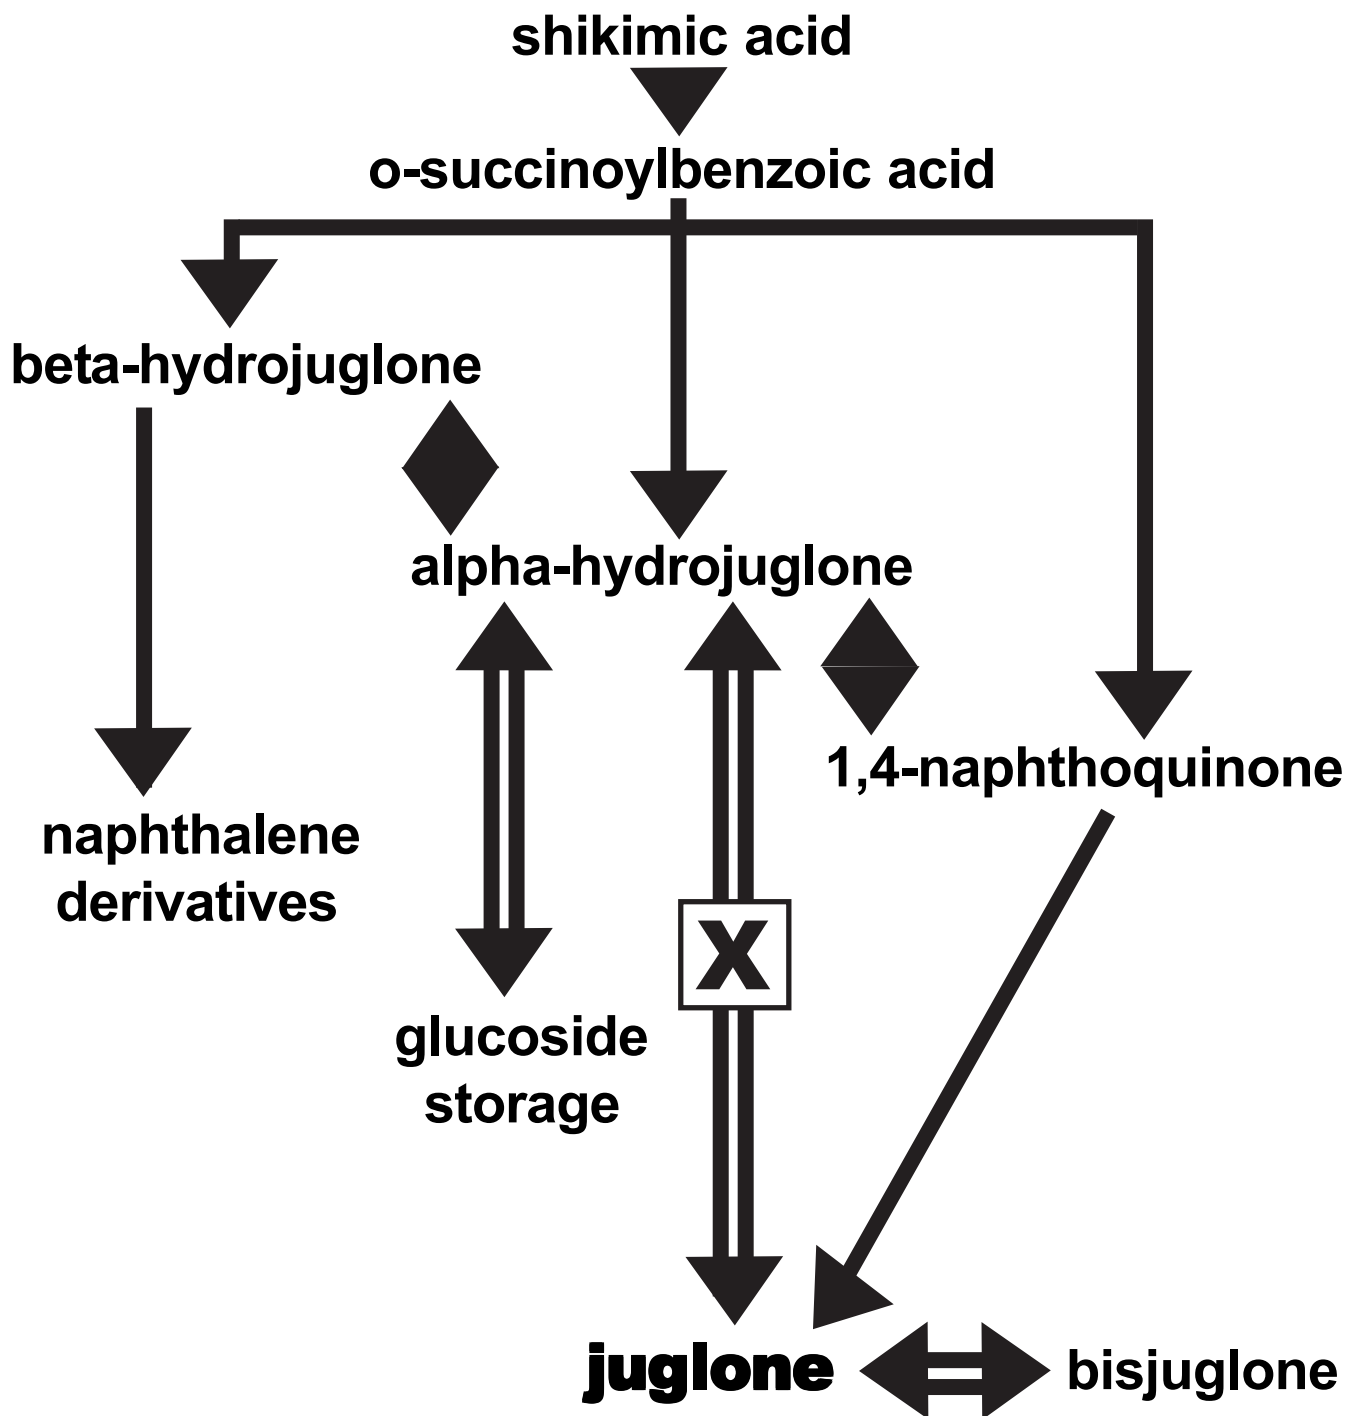 shikimic acid
o-succinoylbenzoic acid
beta-hydrojuglone
alpha-hydrojuglone
1,4-naphthoquinone
naphthalene
derivatives
X
glucoside
storage
juglone
bisjuglone